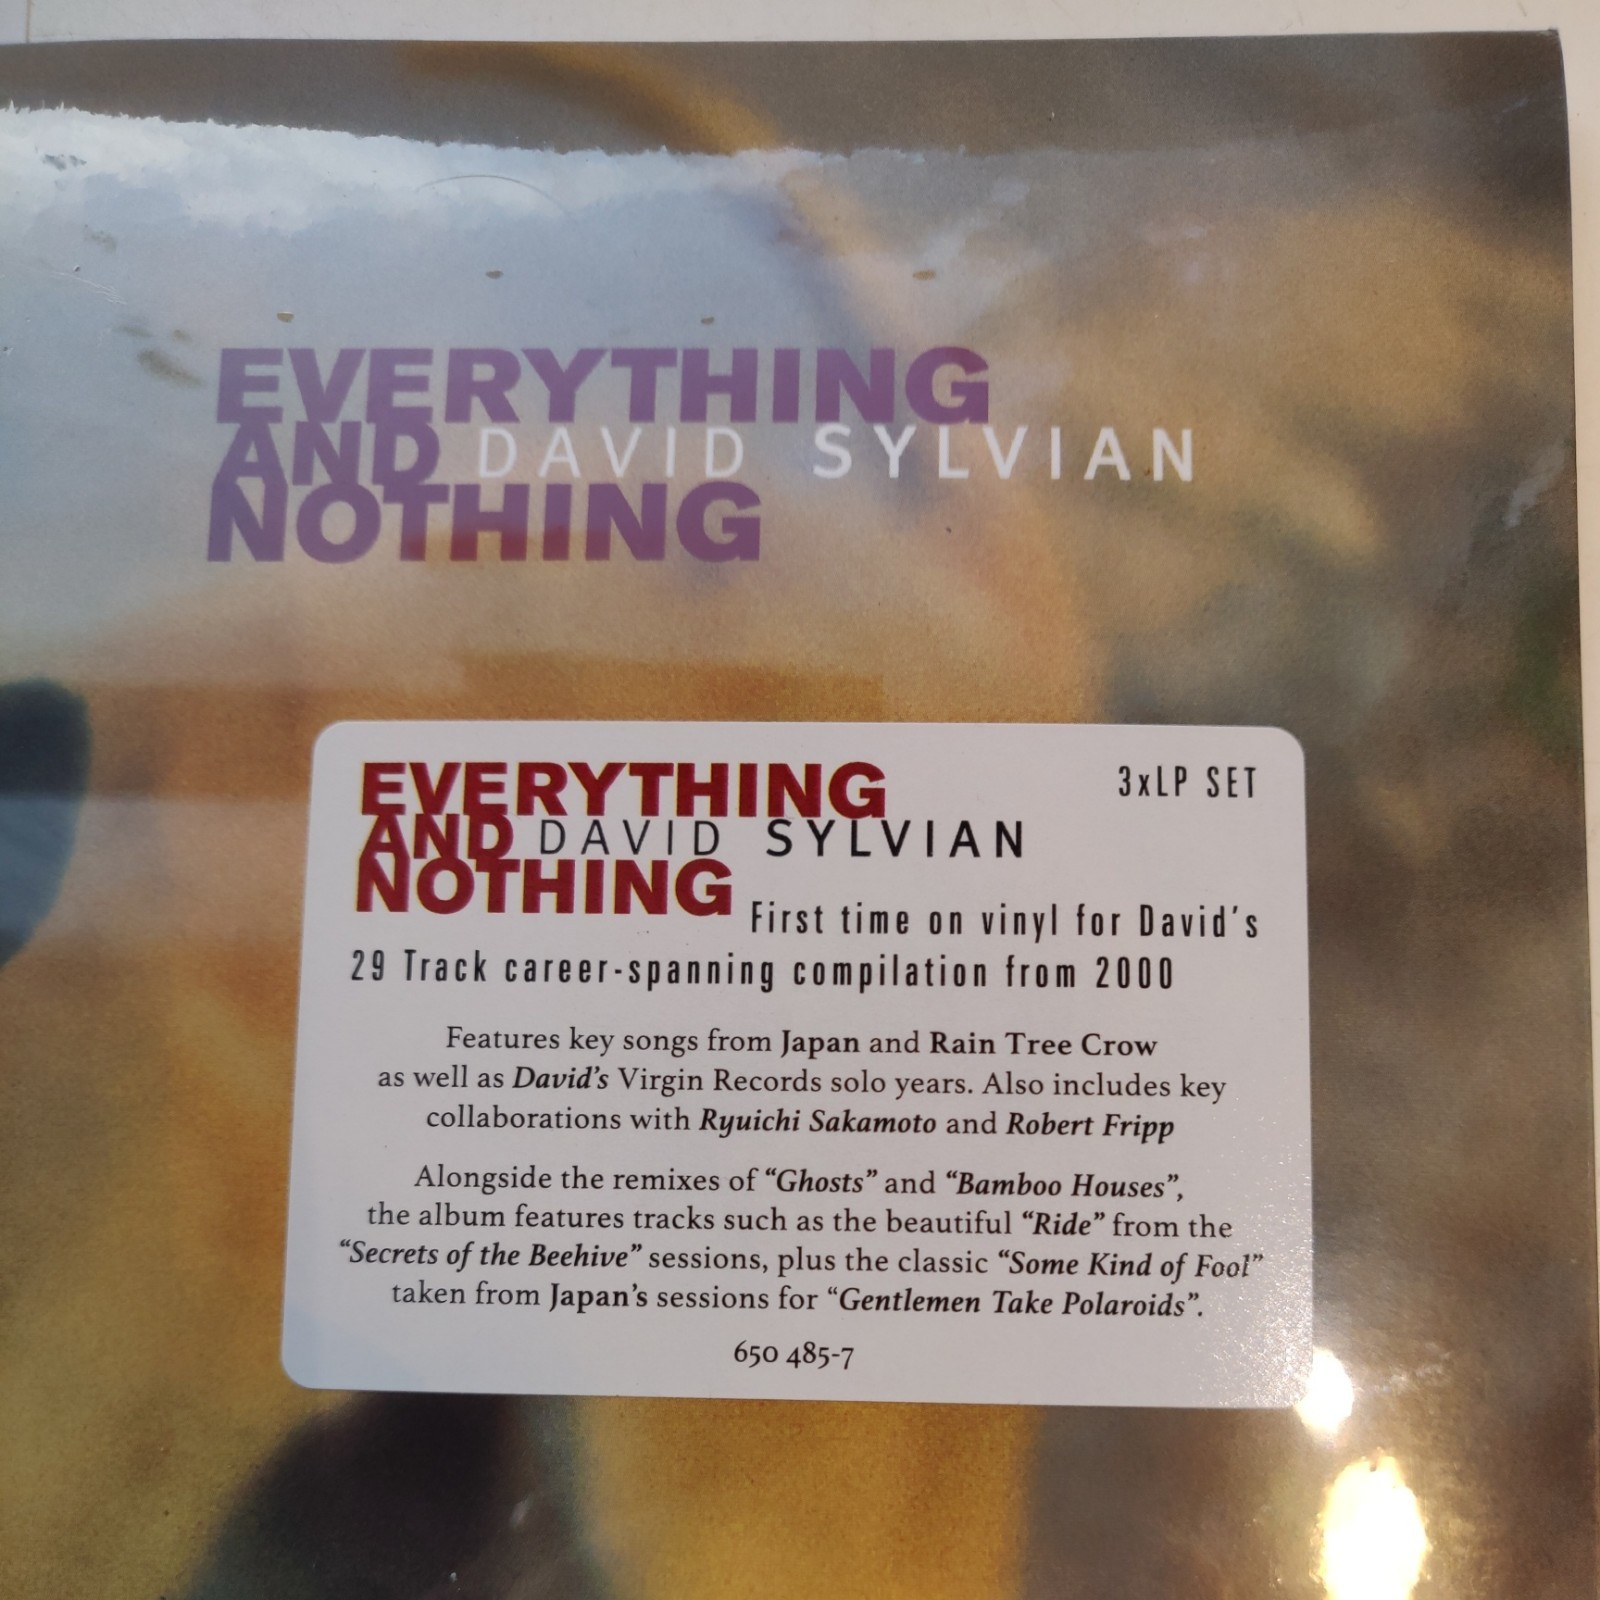 EVERYTHING
AND DAVID SYLVIAN
NOTHING
EVERYTHING
3xLP SET
AND DAVID SYLVIAN
NOTHING
First time on vinyl for David's
29 Track career-spanning compilation from 2000
Features key songs from Japan and Rain Tree Crow
as well as David's Virgin Records solo years. Also includes key
collaborations with Ryuichi Sakamoto and Robert Fripp
Alongside the remixes of “Ghosts” and “Bamboo Houses”,
the album features tracks such as the beautiful “Ride” from the
“Secrets of the Beehive” sessions, plus the classic “Some Kind of Fool”
taken from Japan's sessions for “Gentlemen Take Polaroids”.
650 485-7